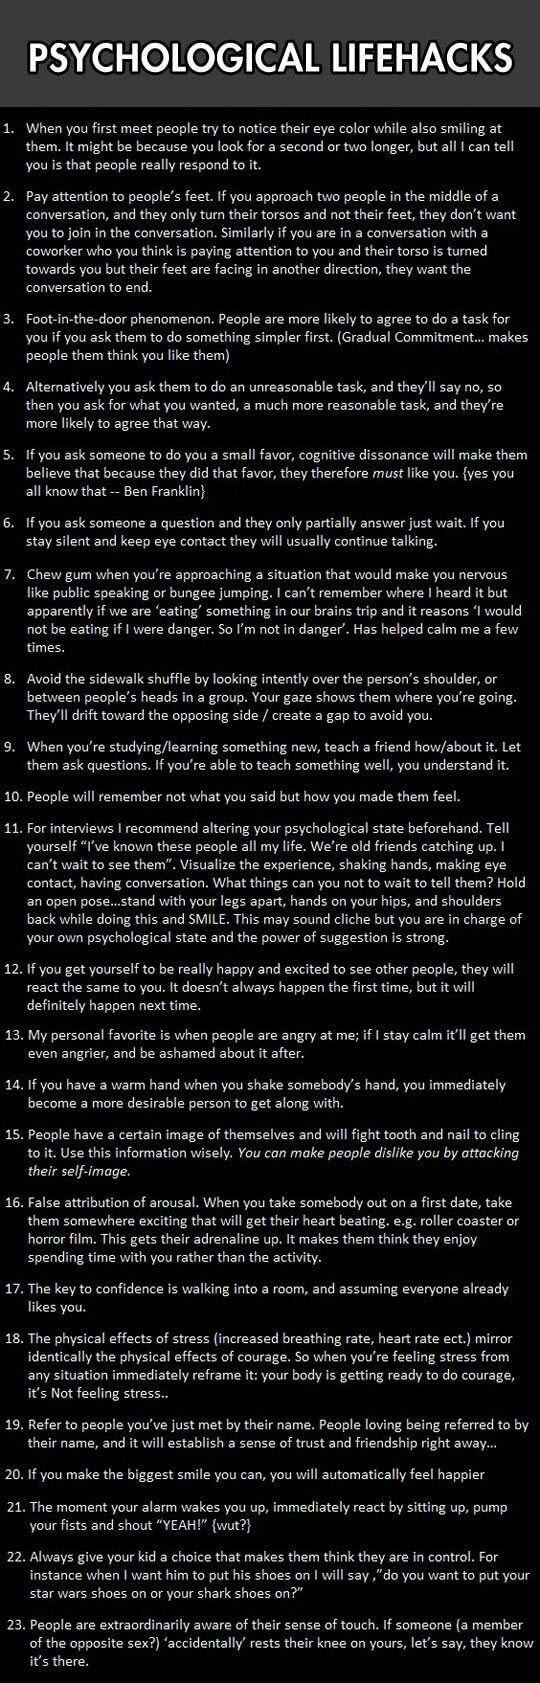 PSYCHOLOGICAL LIFEHACKS
1. When you first meet people try to notice their eye color while also smiling at
them. It might be because you look for a second or two longer, but all I can tell
you is that people really respond to it.
2. Pay attention to people's feet. If you approach two people in the middle of a
conversation, and they only turn their torsos and not their feet, they don't want
you to join in the conversation. Similarly if you are in a conversation with a
coworker who you think is paying attention to you and their torso is turned
towards you but their feet are facing in another direction, they want the
conversation to end.
3. Foot-in-the-door phenomenon. People are more likely to agree to do a task for
you if you ask them to do something simpler first. (Gradual Commitment... makes
people them think you like them)
4. Alternatively you ask them to do an unreasonable task, and they'll say no, so
then you ask for what you wanted, a much more reasonable task, and they're
more likely to agree that way.
5. If you ask someone to do you a small favor, cognitive dissonance will make them
believe that because they did that favor, they therefore must like you. {yes you
all know that -- Ben Franklin}
6. If you ask someone a question and they only partially answer just wait. If you
stay silent and keep eye contact they will usually continue talking.
7. Chew gum when you're approaching a situation that would make you nervous
like public speaking or bungee jumping. I can't remember where I heard it but
apparently if we are 'eating' something in our brains trip and it reasons 'I would
not be eating if I were danger. So I'm not in danger'. Has helped calm me a few
times.
8. Avoid the sidewalk shuffle by looking intently over the person's shoulder, or
between people's heads in a group. Your gaze shows them where you're going.
They'll drift toward the opposing side / create a gap to avoid you.
9. When you're studying/learning something new, teach a friend how/about it. Let
them ask questions. If you're able to teach something well, you understand it.
10. People will remember not what you said but how you made them feel.
11. For interviews I recommend altering your psychological state beforehand. Tell
yourself "I've known these people all my life. We're old friends catching up. I
can't wait to see them". Visualize the experience, shaking hands, making eye
contact, having conversation. What things can you not to wait to tell them? Hold
an open pose...stand with your legs apart, hands on your hips, and shoulders
back while doing this and SMILE. This may sound cliche but you are in charge of
your own psychological state and the power of suggestion is strong.
12. If you get yourself to be really happy and excited to see other people, they will
react the same to you. It doesn't always happen the first time, but it will
definitely happen next time.
13. My personal favorite is when people are angry at me; if I stay calm it'll get them
even angrier, and be ashamed about it after.
14. If you have a warm hand when you shake somebody's hand, you immediately
become a more desirable person to get along with.
15. People have a certain image of themselves and will fight tooth and nail to cling
to it. Use this information wisely. You can make people dislike you by attacking
their self-image.
16. False attribution of arousal. When you take somebody out on a first date, take
them somewhere exciting that will get their heart beating. e.g. roller coaster or
horror film. This gets their adrenaline up. It makes them think they enjoy
spending time with you rather than the activity.
17. The key to confidence is walking into a room, and assuming everyone already
likes you.
18. The physical effects of stress (increased breathing rate, heart rate ect.) mirror
identically the physical effects of courage. So when you're feeling stress from
any situation immediately reframe it: your body is getting ready to do courage,
it's Not feeling stress..
19. Refer to people you've just met by their name. People loving being referred to by
their name, and it will establish a sense of trust and friendship right away...
20. If you make the biggest smile you can, you will automatically feel happier
21. The moment your alarm wakes you up, immediately react by sitting up, pump
your fists and shout "YEAH!" {wut?}
22. Always give your kid a choice that makes them think they are in control. For
instance when I want him to put his shoes on I will say ,"do you want to put your
star wars shoes on or your shark shoes on?"
23. People are extraordinarily aware of their sense of touch. If someone (a member
of the opposite sex?) 'accidentally' rests their knee on yours, let's say, they know
it's there.